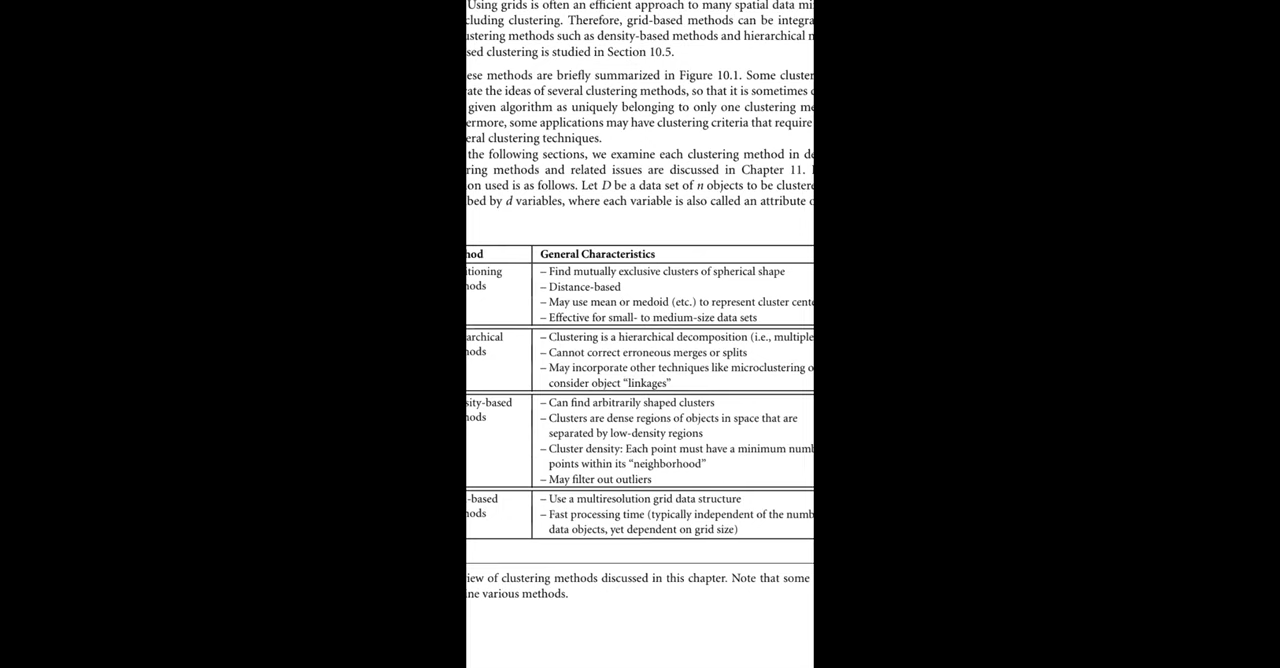 Using grids is often an efficient approach to many spatial data mi
cluding clustering. Therefore, grid-based methods can be integra
ustering methods such as density-based methods and hierarchical m
sed clustering is studied in Section 10.5.
ese methods are briefly summarized in Figure 10.1. Some cluster
ate the ideas of several clustering methods, so that it is sometimes
given algorithm as uniquely belonging to only one clustering me
ermore, some applications may have clustering criteria that require
eral clustering techniques.
the following sections, we examine each clustering method in de
ring methods and related issues are discussed in Chapter 11.
on used is as follows. Let D be a data set of n objects to be clustere
bed by d variables, where each variable is also called an attribute o
hod General Characteristics
itioning – Find mutually exclusive clusters of spherical shape
hods – Distance-based
– May use mean or medoid (etc.) to represent cluster cente
– Effective for small- to medium-size data sets
archical – Clustering is a hierarchical decomposition (i.e., multiple
hods – Cannot correct erroneous merges or splits
– May incorporate other techniques like microclustering o
consider object “linkages”
sity-based – Can find arbitrarily shaped clusters
hods – Clusters are dense regions of objects in space that are
separated by low-density regions
– Cluster density: Each point must have a minimum numb
points within its “neighborhood”
– May filter out outliers
-based – Use a multiresolution grid data structure
hods – Fast processing time (typically independent of the numb
data objects, yet dependent on grid size)
iew of clustering methods discussed in this chapter. Note that some
ine various methods.